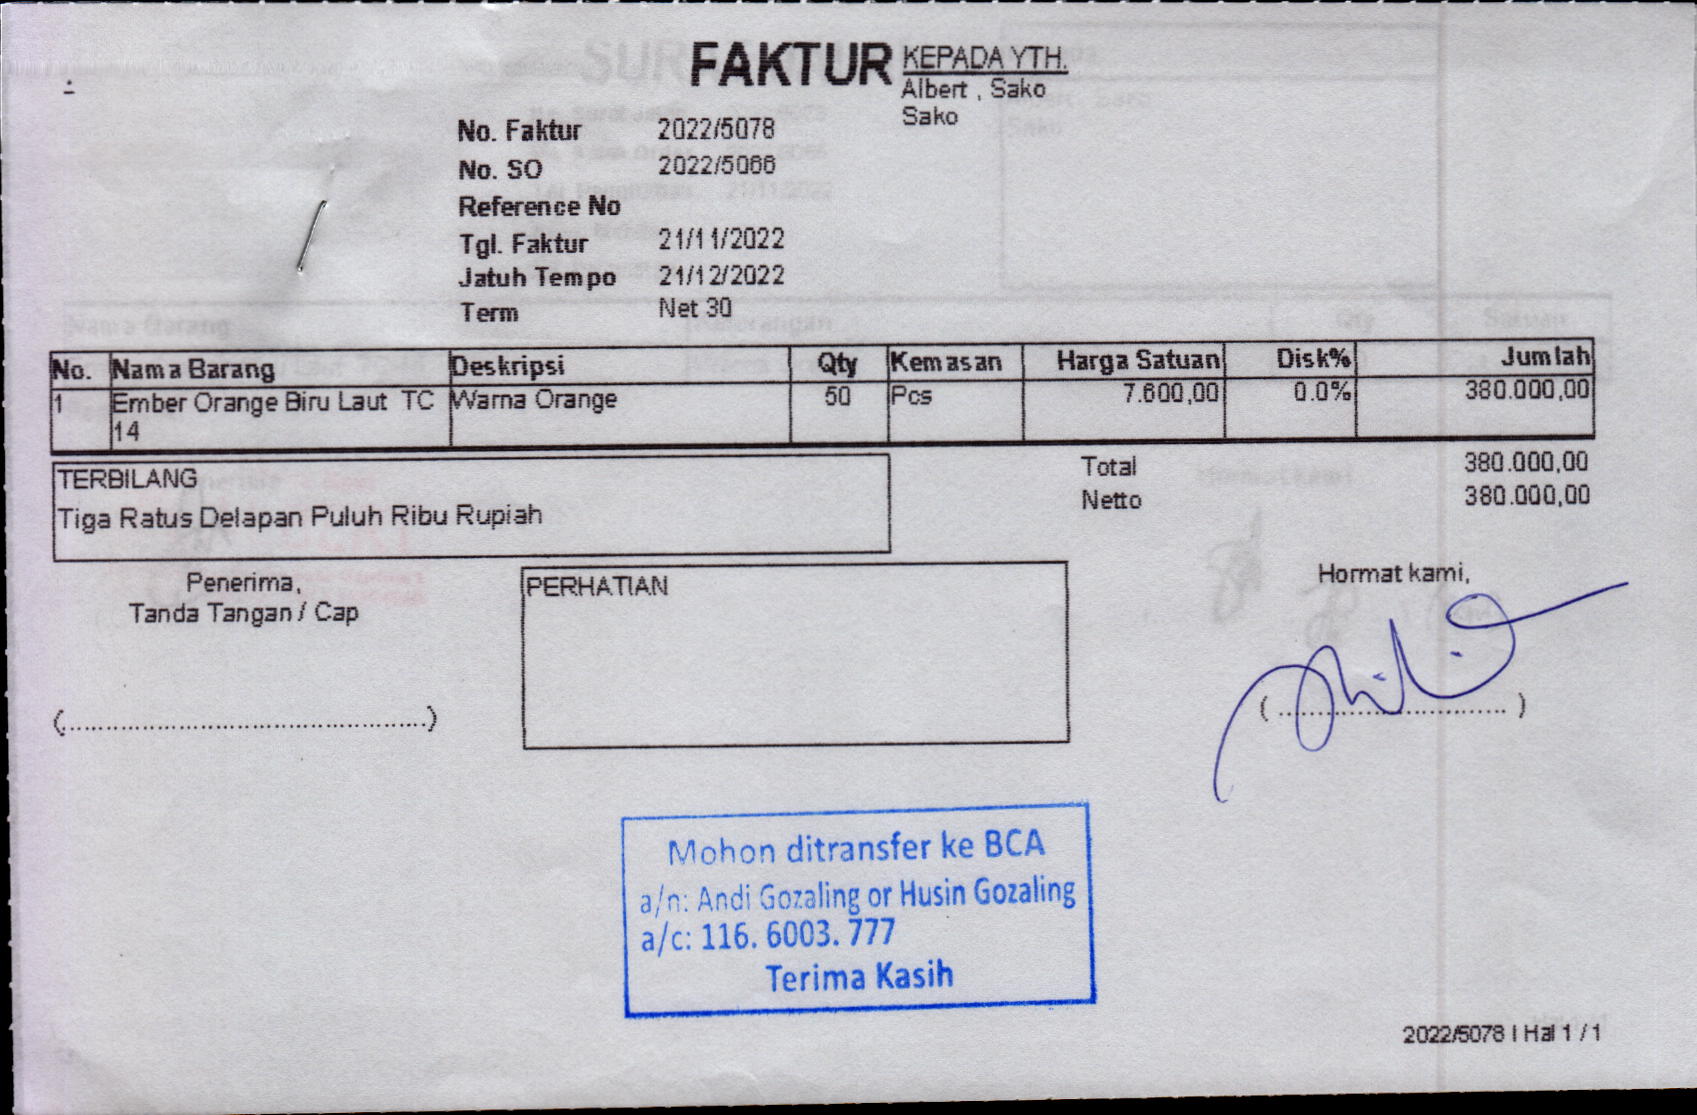 FAKTUR
KEPADA YTH.
Albert , Sako
Sako
No. Faktur 2022/5078
No. SO 2022/5066
Reference No
Tgl. Faktur 21/11/2022
Jatuh Tempo 21/12/2022
Term Net 30
No. Nama Barang Deskripsi Qty Kemasan Harga Satuan Disk% Jumlah
1 Ember Orange Biru Laut TC Warna Orange 50 Pcs 7.600,00 0.0% 380.000,00
14
TERBILANG
Tiga Ratus Delapan Puluh Ribu Rupiah
Total 380.000,00
Netto 380.000,00
Penerima,
Tanda Tangan / Cap
(......................................................)
PERHATIAN
Hormat kami,
( .................................. )
Mohon ditransfer ke BCA
a/n: Andi Gozaling or Husin Gozaling
a/c: 116. 6003. 777
Terima Kasih
2022/5078 | Hal 1 / 1